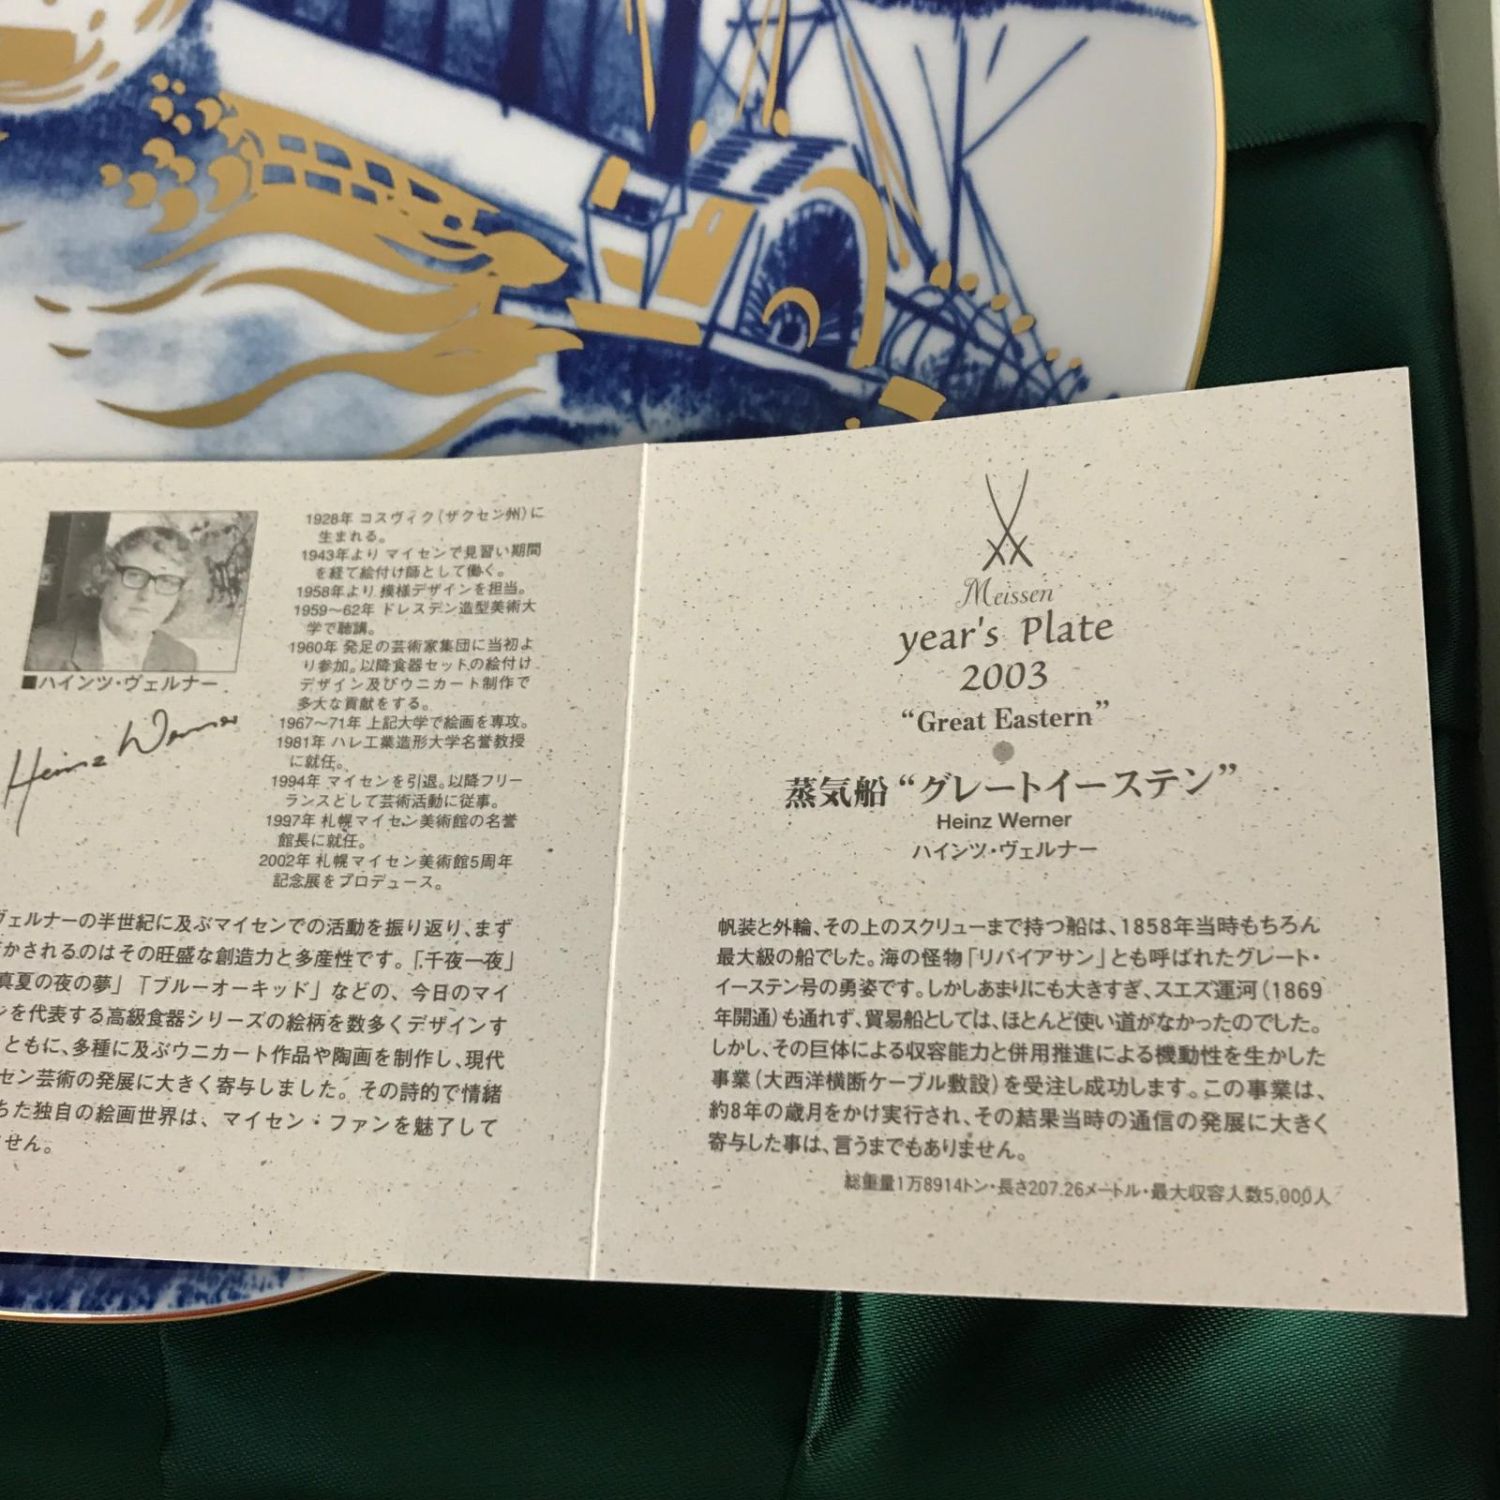 1928年 コスヴィク(ザクセン州)に
生まれる。
1943年より マイセンで見習い期間
を経て絵付け師として働く。
1958年より 模様デザインを担当。
1959〜62年 ドレスデン造型美術大
学で聴講。
1960年 発足の芸術家集団に当初よ
り参加。以降食器セットの絵付け
デザイン及びウニカート制作で
多大な貢献をする。
1967〜71年 上記大学で絵画を専攻。
1981年 ハレ工業造形大学名誉教授
に就任。
1994年 マイセンを引退。以降フリー
ランスとして芸術活動に従事。
1997年 札幌マイセン美術館の名誉
館長に就任。
2002年 札幌マイセン美術館5周年
記念展をプロデュース。
■ハインツ・ヴェルナー
Heinz Werner
ヴェルナーの半世紀に及ぶマイセンでの活動を振り返り、まず
かされるのはその旺盛な創造力と多産性です。「千夜一夜」
真夏の夜の夢」「ブルーオーキッド」などの、今日のマイ
ンを代表する高級食器シリーズの絵柄を数多くデザインす
ともに、多種に及ぶウニカート作品や陶画を制作し、現代
セン芸術の発展に大きく寄与しました。その詩的で情緒
ちた独自の絵画世界は、マイセン・ファンを魅了して
せん。
Meissen
year's Plate
2003
“Great Eastern”
蒸気船“グレートイーステン”
Heinz Werner
ハインツ・ヴェルナー
帆装と外輪、その上のスクリューまで持つ船は、1858年当時もちろん
最大級の船でした。海の怪物「リバイアサン」とも呼ばれたグレート・
イーステン号の勇姿です。しかしあまりにも大きすぎ、スエズ運河(1869
年開通)も通れず、貿易船としては、ほとんど使い道がなかったのでした。
しかし、その巨体による収容能力と併用推進による機動性を生かした
事業(大西洋横断ケーブル敷設)を受注し成功します。この事業は、
約8年の歳月をかけ実行され、その結果当時の通信の発展に大きく
寄与した事は、言うまでもありません。
総重量1万8914トン・長さ207.26メートル・最大収容人数5,000人